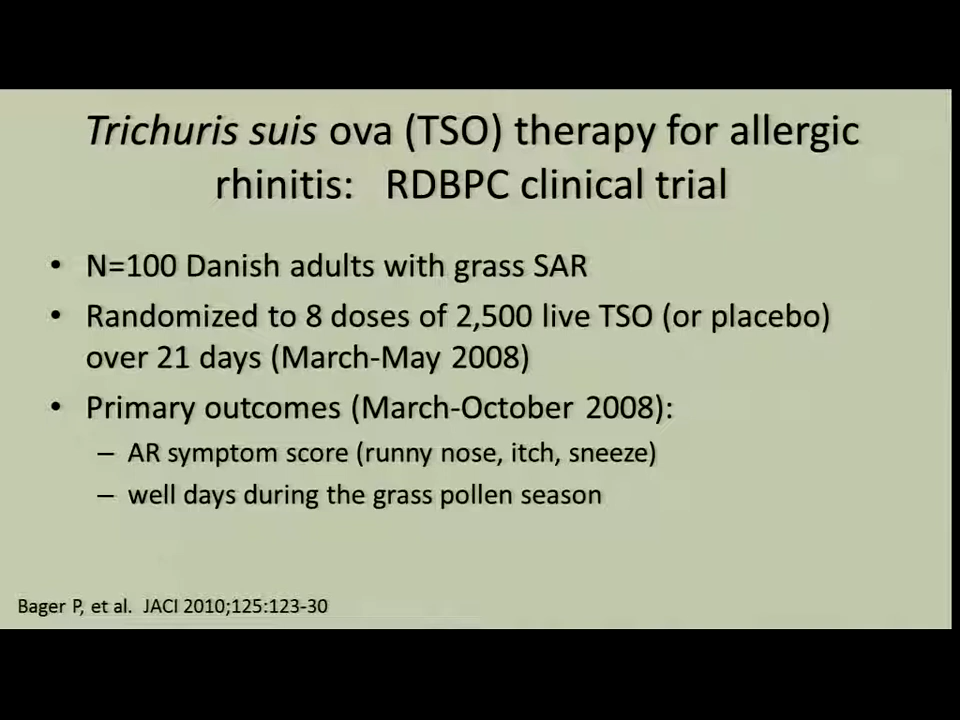 Trichuris suis ova (TSO) therapy for allergic
rhinitis: RDBPC clinical trial
• N=100 Danish adults with grass SAR
• Randomized to 8 doses of 2,500 live TSO (or placebo)
over 21 days (March-May 2008)
• Primary outcomes (March-October 2008):
– AR symptom score (runny nose, itch, sneeze)
– well days during the grass pollen season
Bager P, et al. JACI 2010;125:123-30